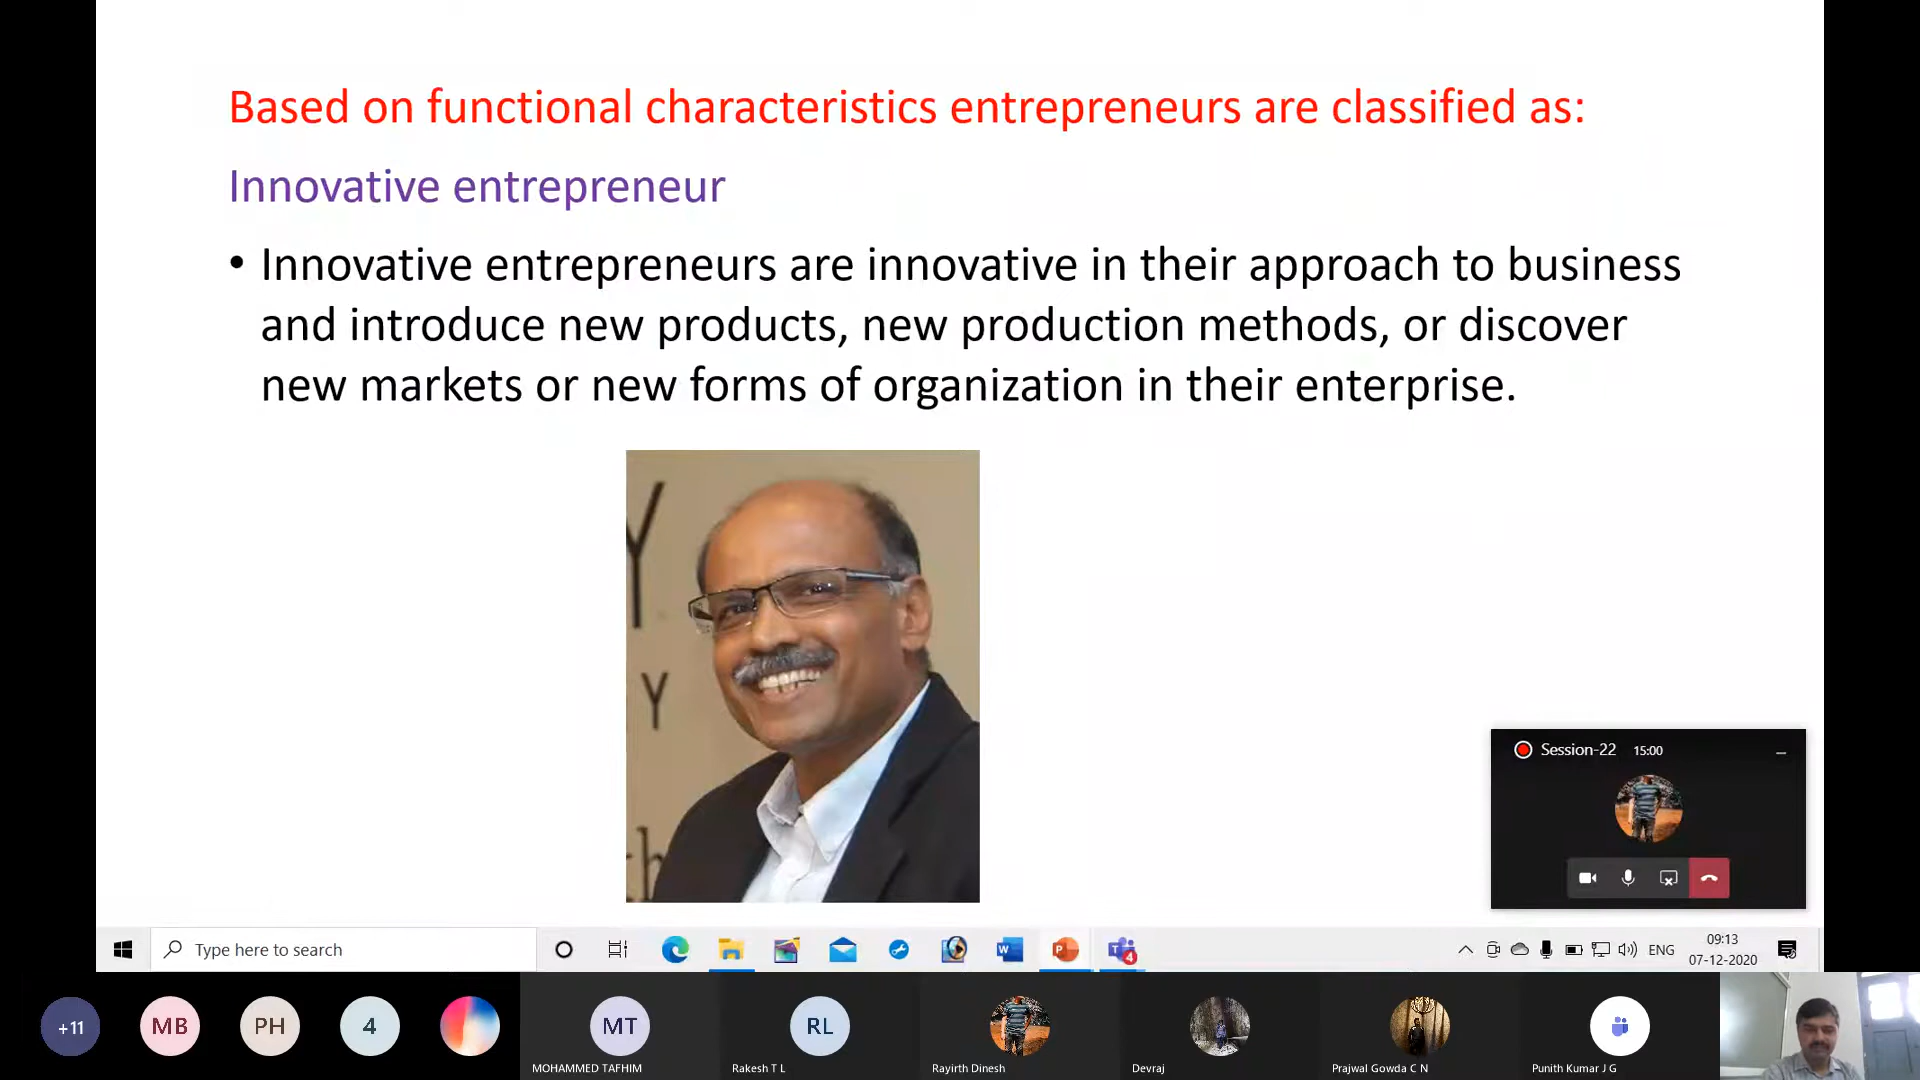 Based on functional characteristics entrepreneurs are classified as:
Innovative entrepreneur
• Innovative entrepreneurs are innovative in their approach to business
and introduce new products, new production methods, or discover
new markets or new forms of organization in their enterprise.
Y
Y
Session-22 15:00
Type here to search
ENG
09:13
07-12-2020
4
+11
MB
PH
4
MT
RL
MOHAMMED TAFHIM
Rakesh T L
Rayirth Dinesh
Devraj
Prajwal Gowda C N
Punith Kumar J G